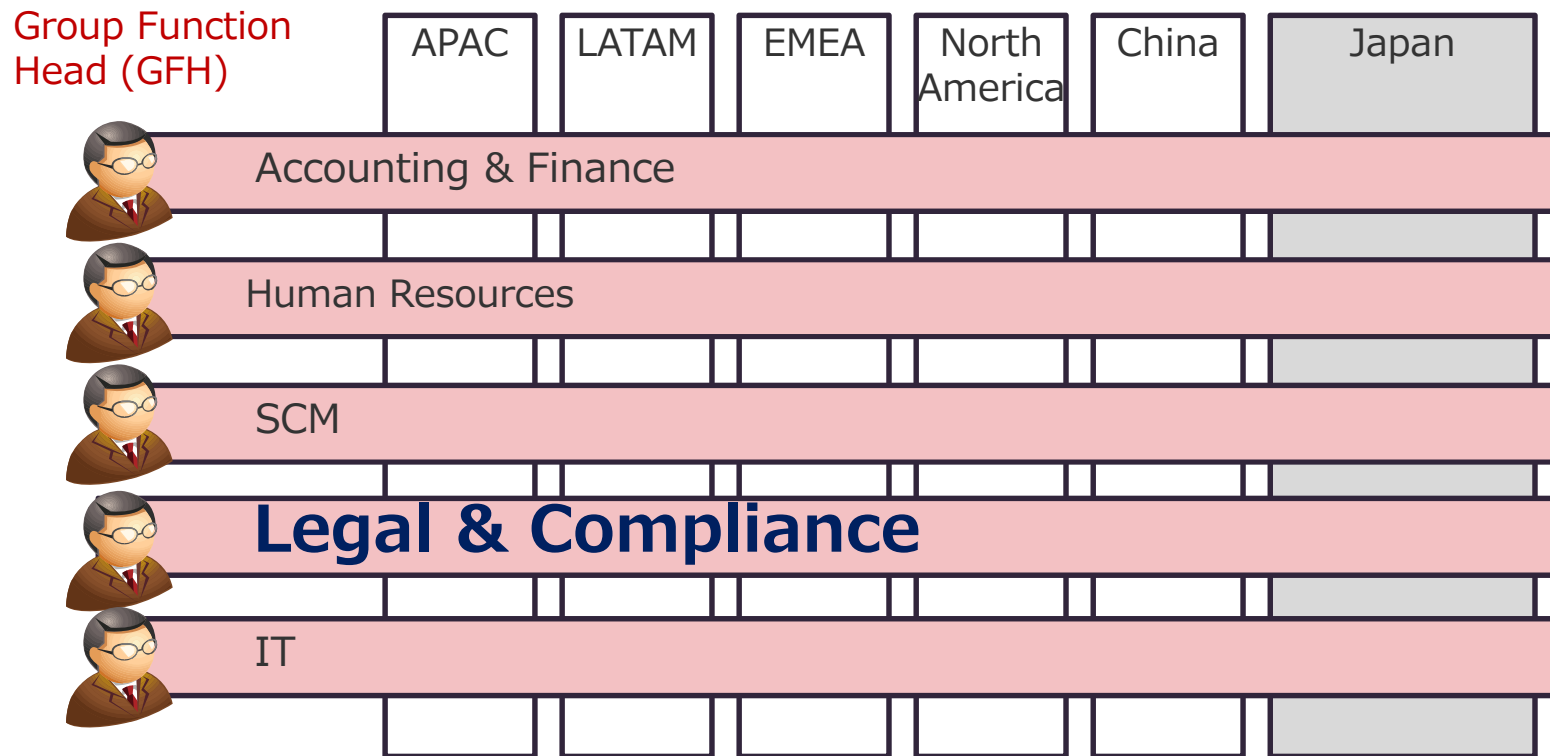 Group Function
Head (GFH)
APAC
LATAM
EMEA
North
America
China
Japan
Accounting & Finance
Human Resources
SCM
Legal & Compliance
IT